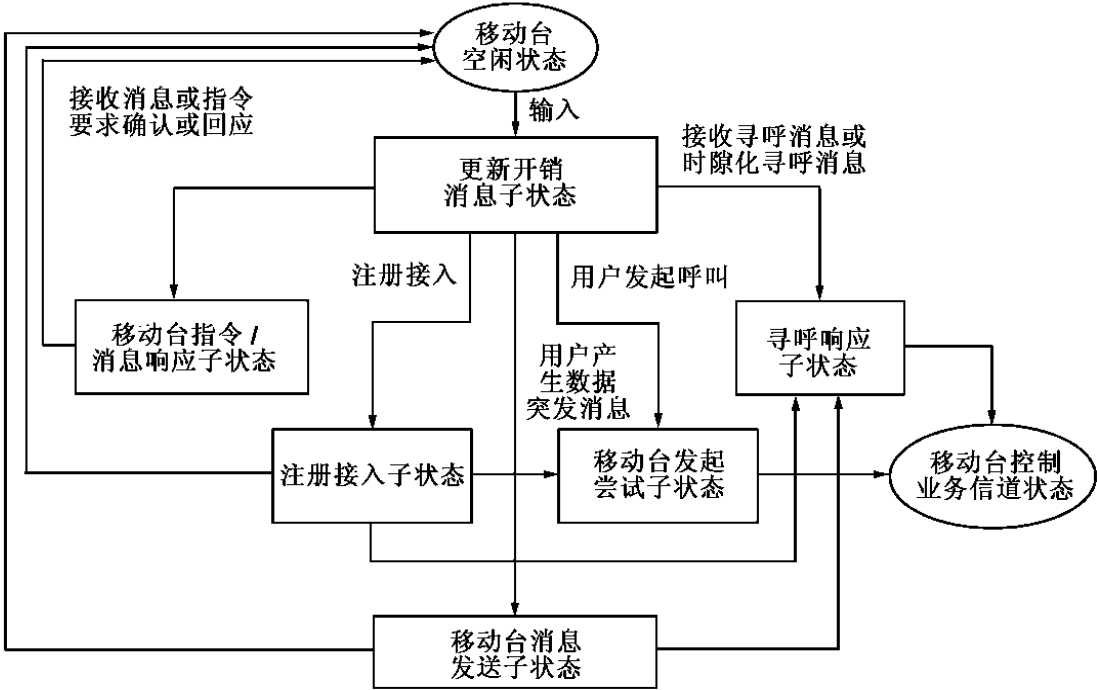 移动台
空闲状态
输入
接收消息或指令
要求确认或回应
接收寻呼消息或
时隙化寻呼消息
更新开销
消息子状态
注册接入
用户发起呼叫
移动台指令/
消息响应子状态
寻呼响应
子状态
用户产
生数据
突发消息
注册接入子状态
移动台发起
尝试子状态
移动台控制
业务信道状态
移动台消息
发送子状态